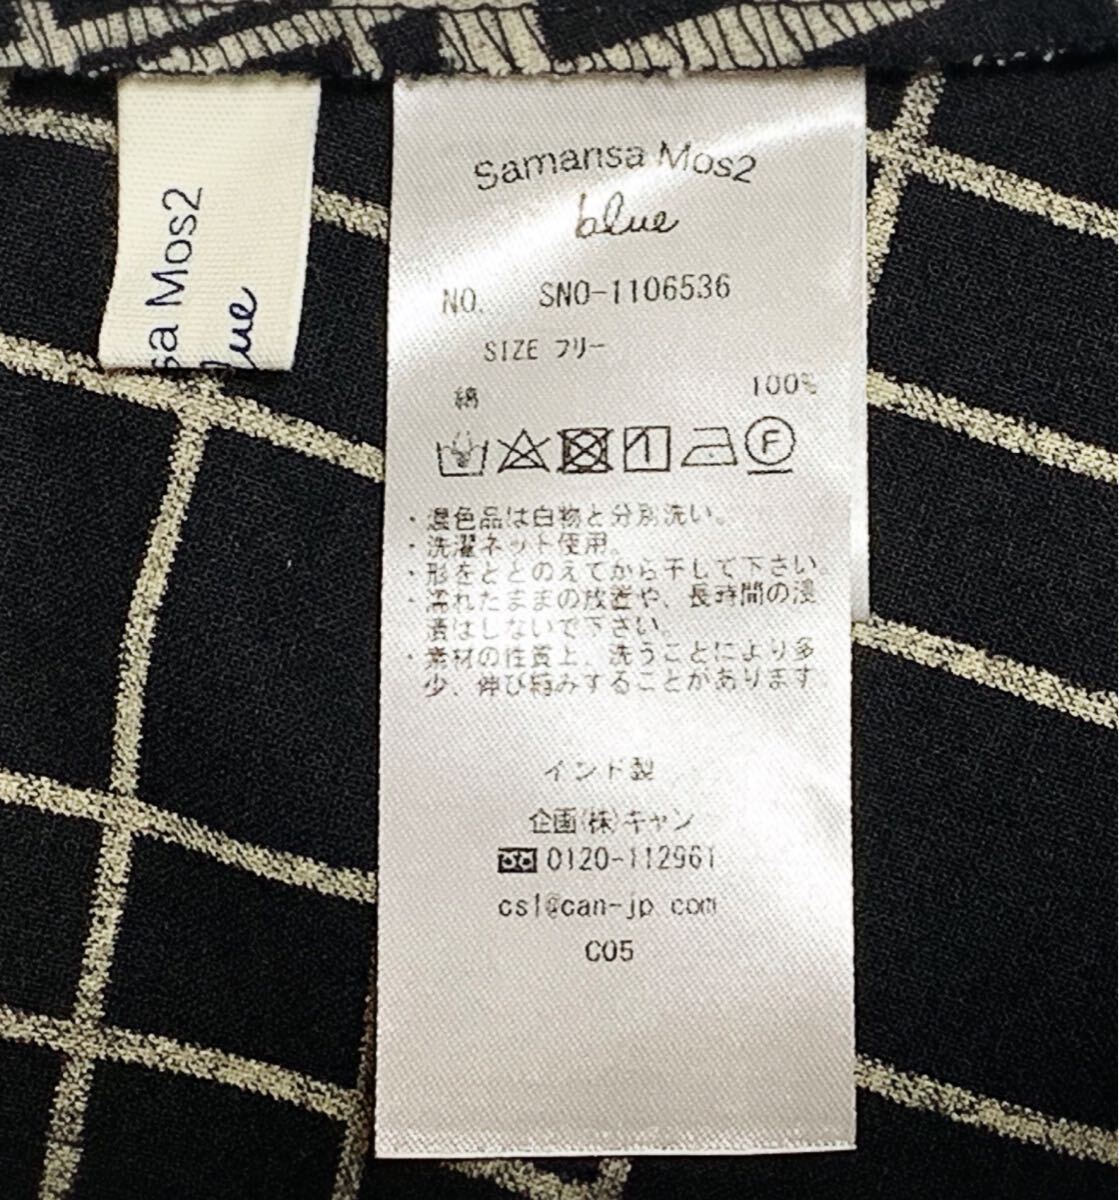 sa Mos2
lue
Samansa Mos2
blue
NO. SNO-1106536
SIZE フリー
綿 100%
F
・濃色品は白物と分別洗い。
・洗濯ネット使用。
・形をととのえてから干して下さい
・濡れたままの放置や、長時間の浸
漬はしないで下さい。
・素材の性質上、洗うことにより多
少、伸び縮みすることがあります
インド製
企画(株)キャン
0120-112961
cs1@can-jp.com
C05